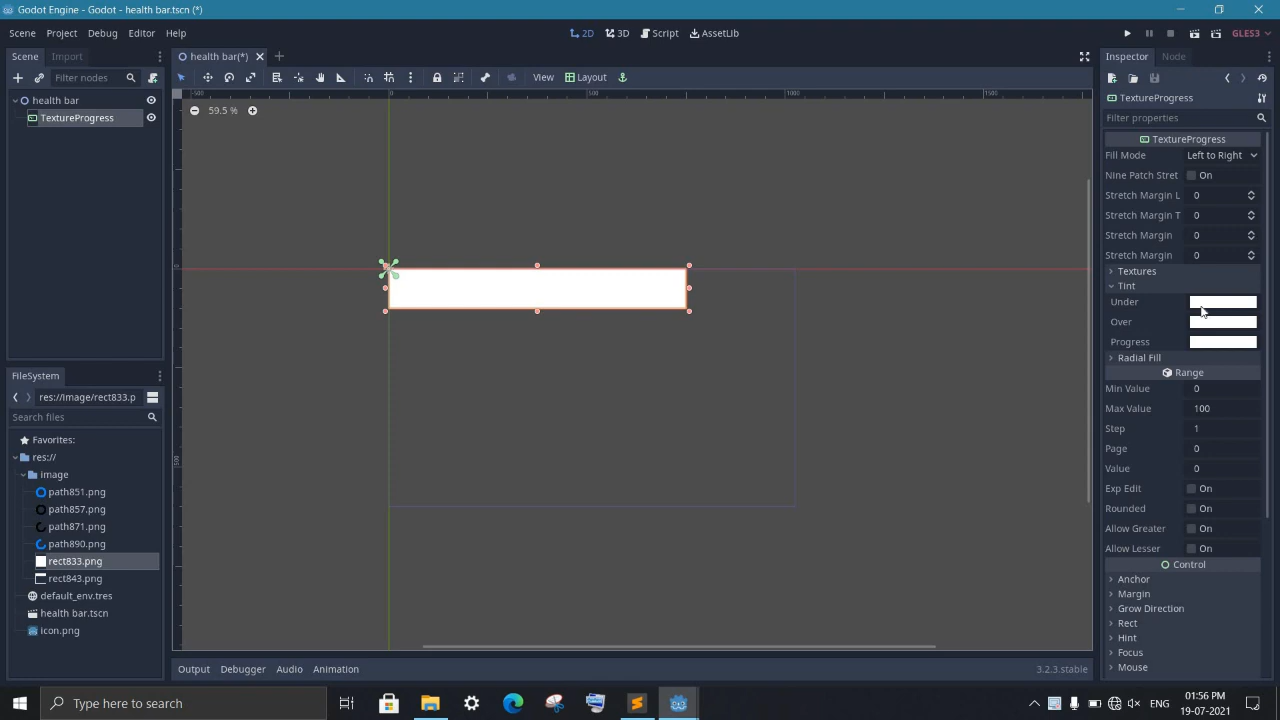 Godot Engine - Godot - health bar.tscn (*)
Scene Project Debug Editor Help
2D 3D Script AssetLib
GLES3
Scene Import
health bar(*)
Inspector Node
Filter nodes
View Layout
health bar
TextureProgress
TextureProgress
-500 0 500 1000 1500
59.5 %
Filter properties
TextureProgress
Fill Mode Left to Right
Nine Patch Stret On
Stretch Margin L 0
Stretch Margin T 0
Stretch Margin 0
Stretch Margin 0
Textures
Tint
Under
Over
Progress
Radial Fill
Range
Min Value 0
Max Value 100
Step 1
Page 0
Value 0
Exp Edit On
Rounded On
Allow Greater On
Allow Lesser On
Control
Anchor
Margin
Grow Direction
Rect
Hint
Focus
Mouse
0
500
FileSystem
res://Image/rect833.p
Search files
Favorites:
res://
Image
path851.png
path857.png
path871.png
path890.png
rect833.png
rect843.png
default_env.tres
health bar.tscn
icon.png
Output Debugger Audio Animation
3.2.3.stable
Type here to search
ENG
01:56 PM
19-07-2021